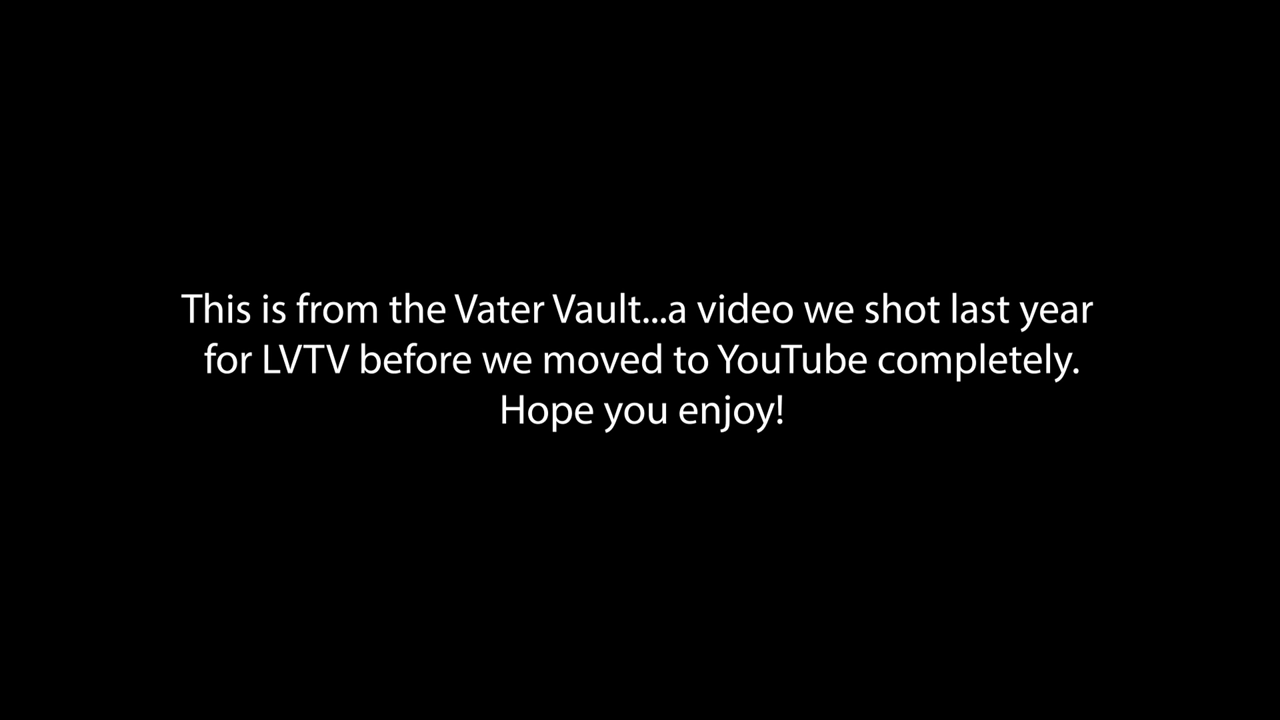 This is from the Vater Vault...a video we shot last year
for LVTV before we moved to YouTube completely.
Hope you enjoy!